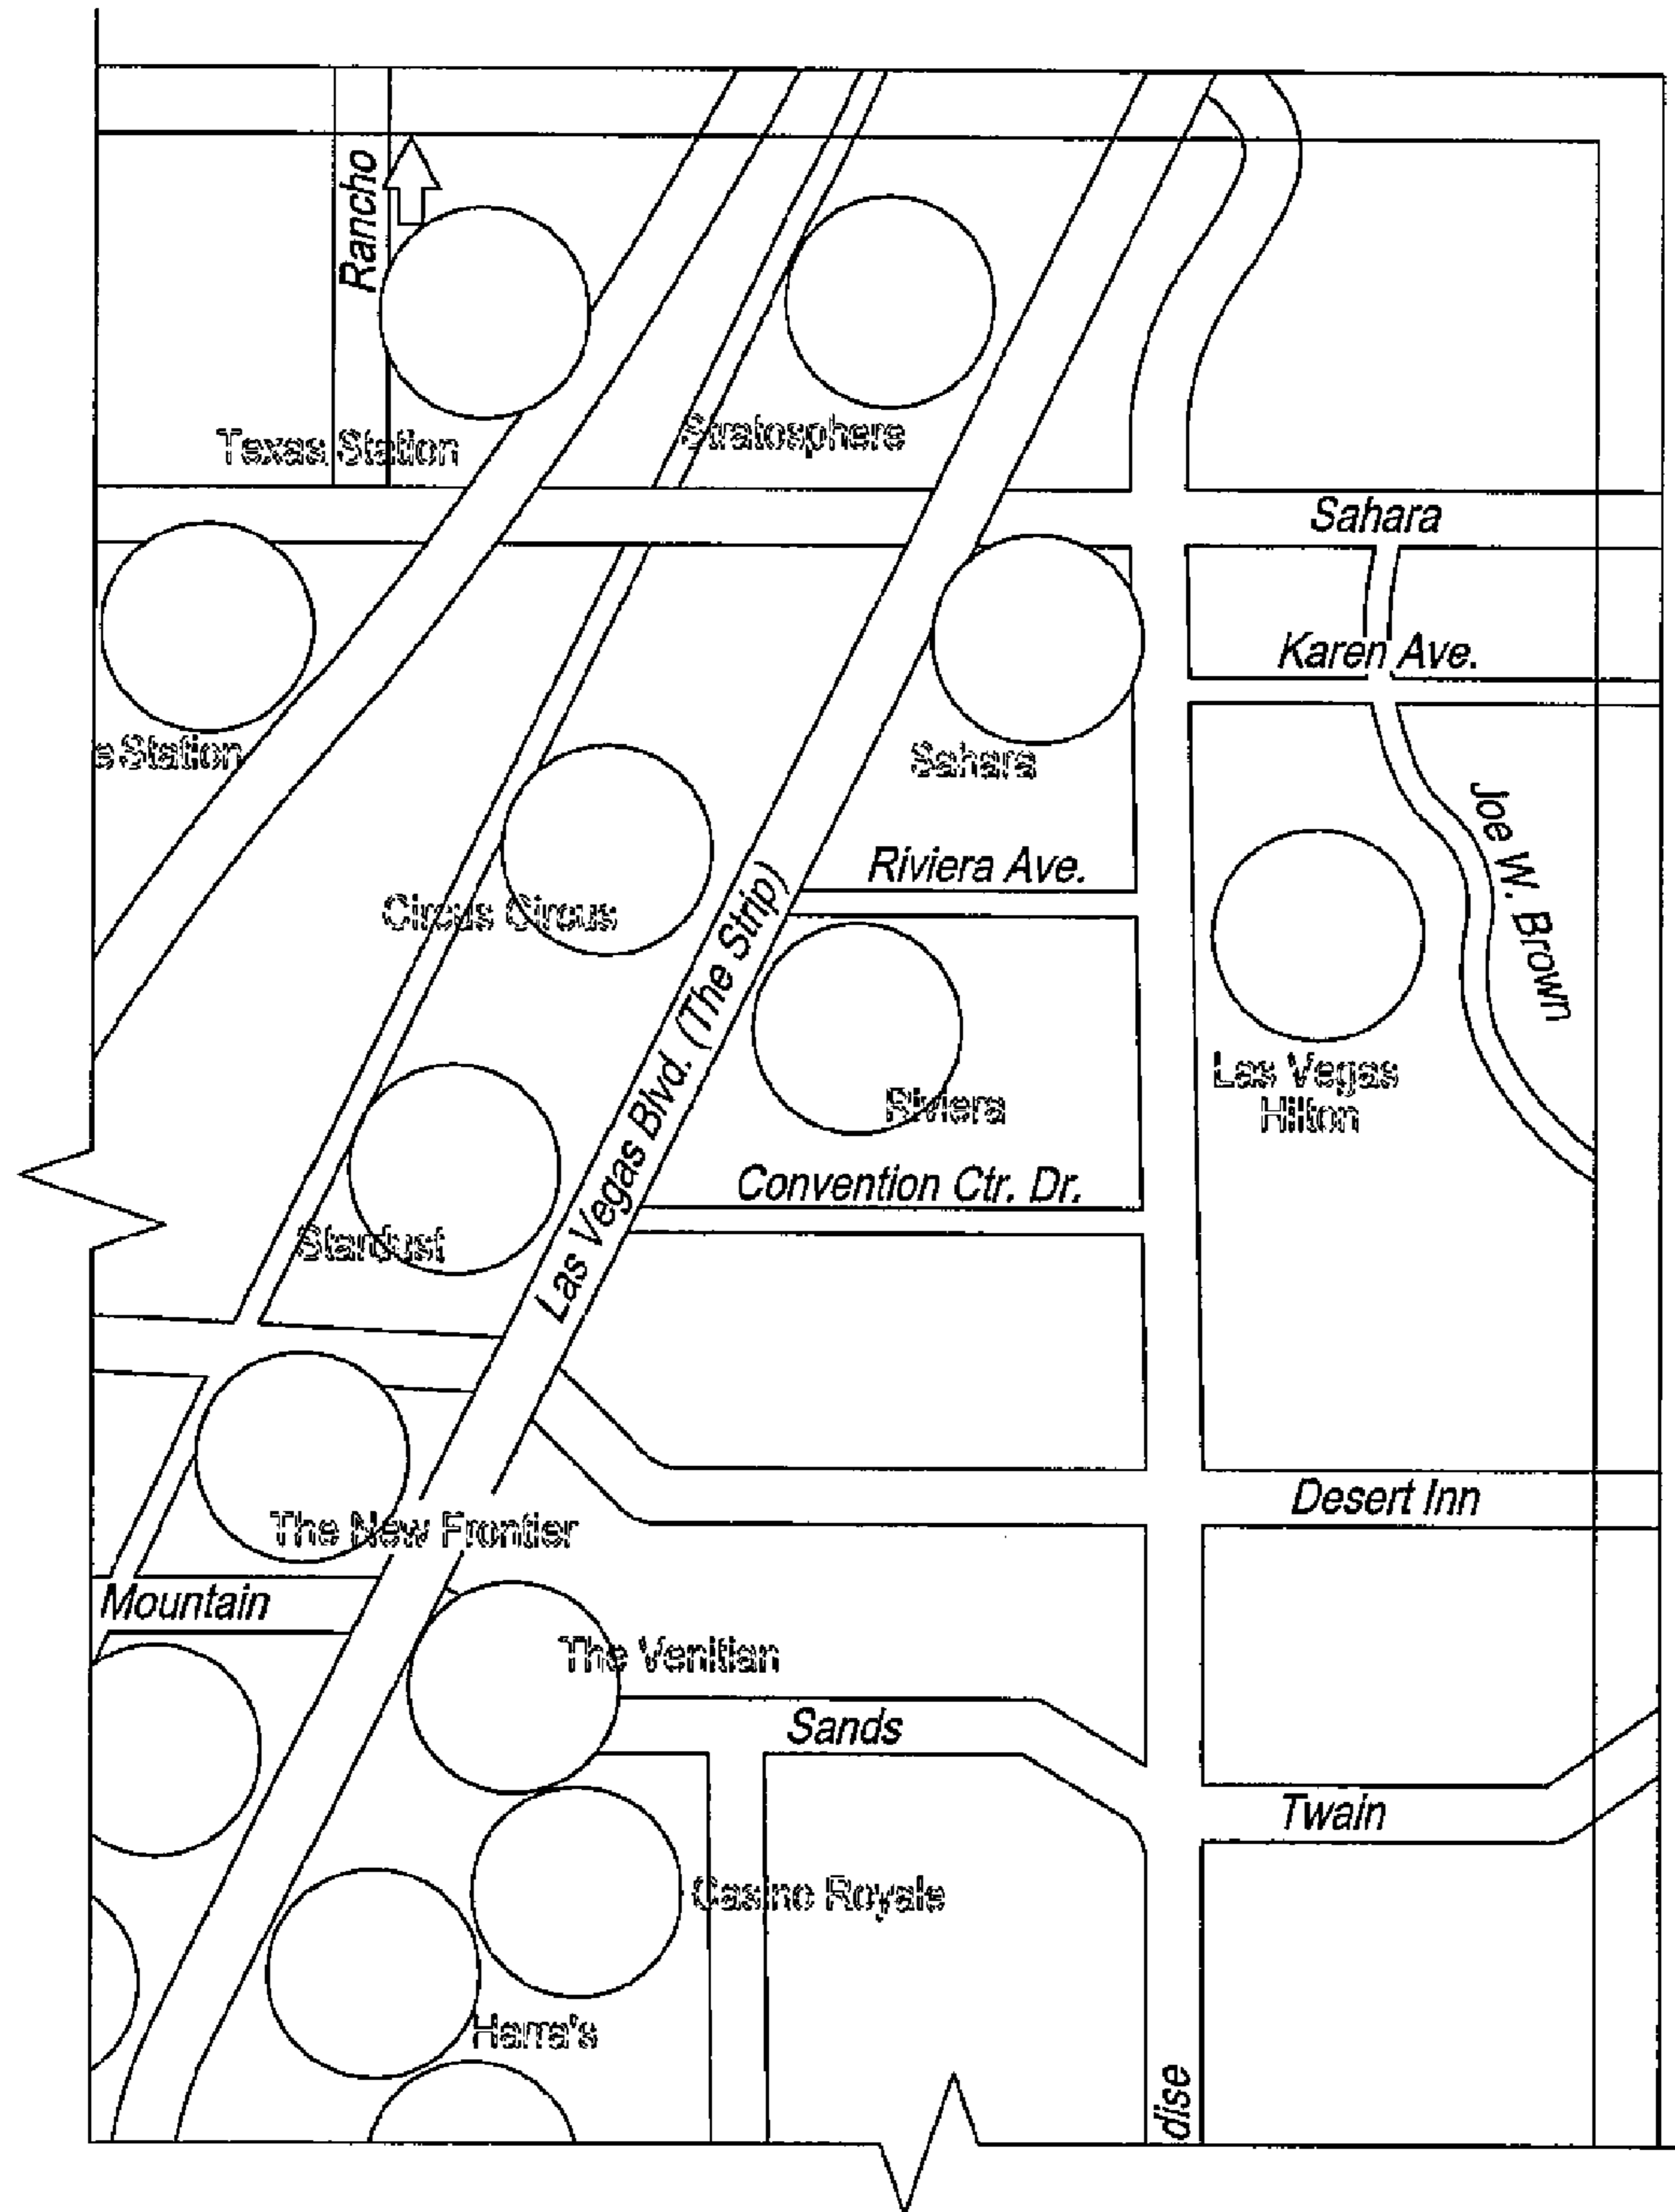 Rancho
Texas Station
Stratosphere
Sahara
Karen Ave.
e Station
Sahara
Joe W. Brown
Riviera Ave.
Circus Circus
Las Vegas Blvd. (The Strip)
Riviera
Las Vegas
Hilton
Convention Ctr. Dr.
Stardust
Desert Inn
The New Frontier
Mountain
The Venitian
Sands
Twain
Casino Royale
Harra's
dise